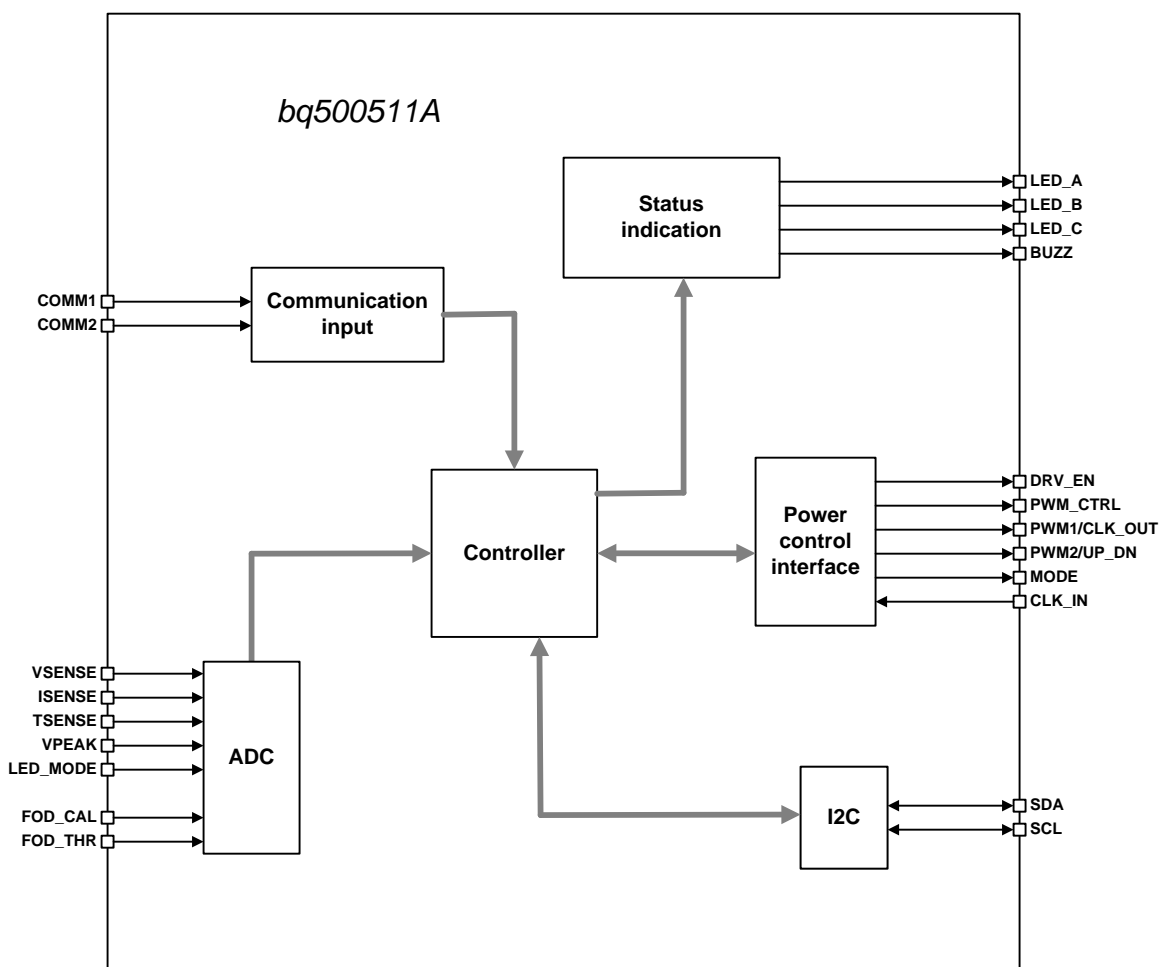 bq500511A
Status
indication
LED_A
LED_B
LED_C
BUZZ
COMM1
COMM2
Communication
input
Controller
Power
control
interface
DRV_EN
PWM_CTRL
PWM1/CLK_OUT
PWM2/UP_DN
MODE
CLK_IN
VSENSE
ISENSE
TSENSE
VPEAK
LED_MODE
FOD_CAL
FOD_THR
ADC
I2C
SDA
SCL